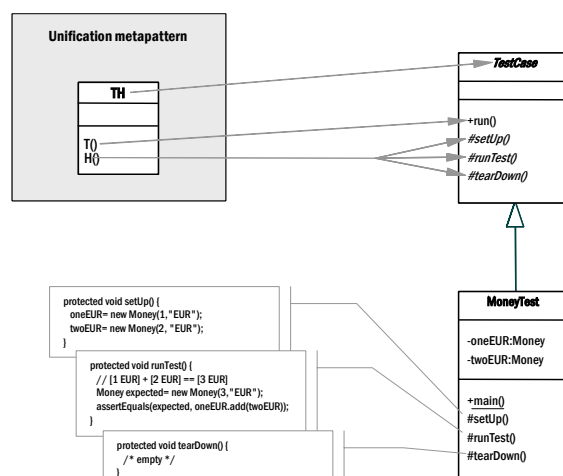 Unification metapattern
TH
T()
H()
TestCase
+run()
#setUp()
#runTest()
#tearDown()
protected void setUp() {
oneEUR= new Money(1,"EUR");
twoEUR= new Money(2, "EUR");
}
protected void runTest() {
// [1 EUR] + [2 EUR] == [3 EUR]
Money expected= new Money(3,"EUR");
assertEquals(expected, oneEUR.add(twoEUR));
}
protected void tearDown() {
/* empty */
}
MoneyTest
-oneEUR:Money
-twoEUR:Money
+main()
#setUp()
#runTest()
#tearDown()